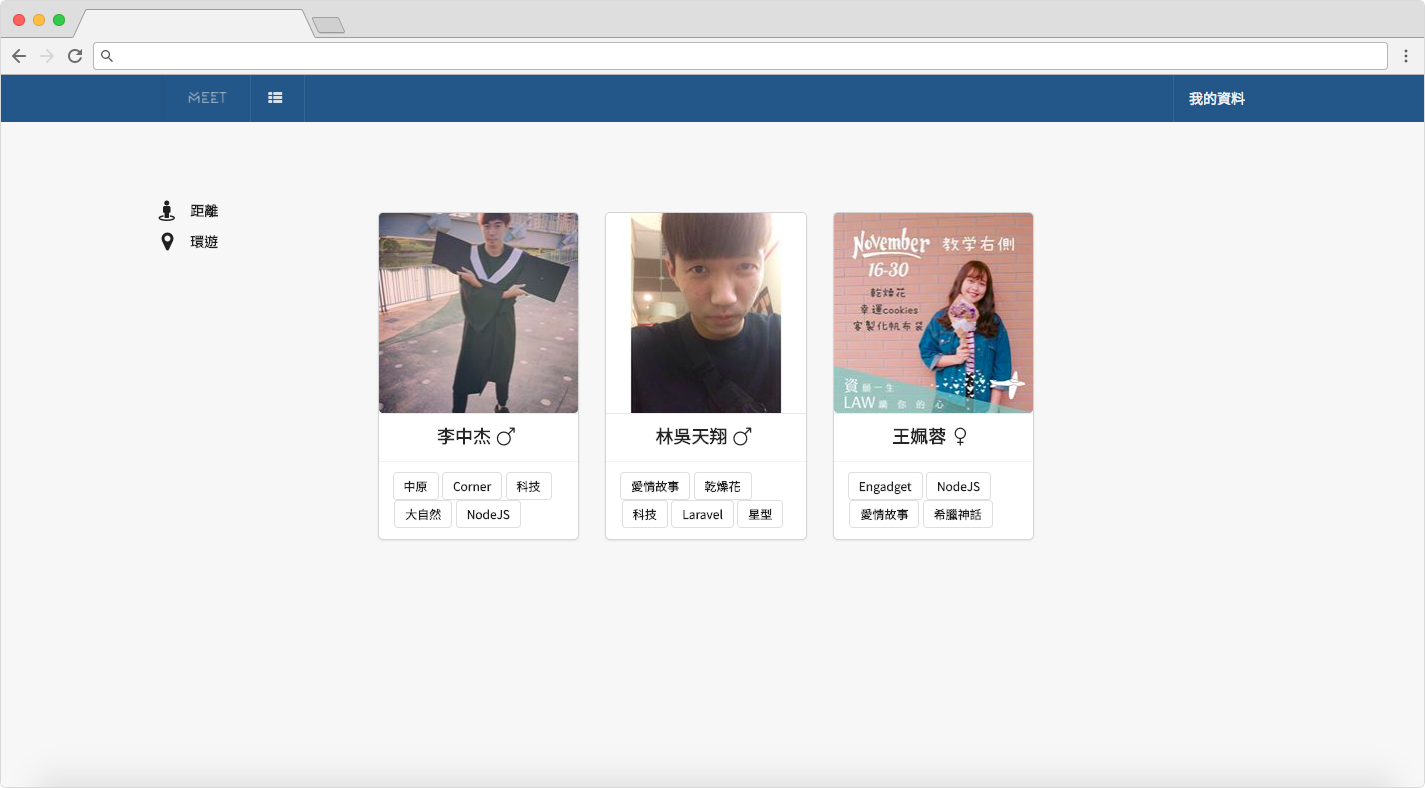 MEET
我的資料
距離
環遊
November 教学右側
16-30
乾燥花
幸運cookies
客製化帆布袋
資 願 一 生
LAW 議 你 的 心
李中杰
林吳天翔
王姵蓉
中原 Corner 科技
大自然 NodeJS
愛情故事 乾燥花
科技 Laravel 星型
Engadget NodeJS
愛情故事 希臘神話